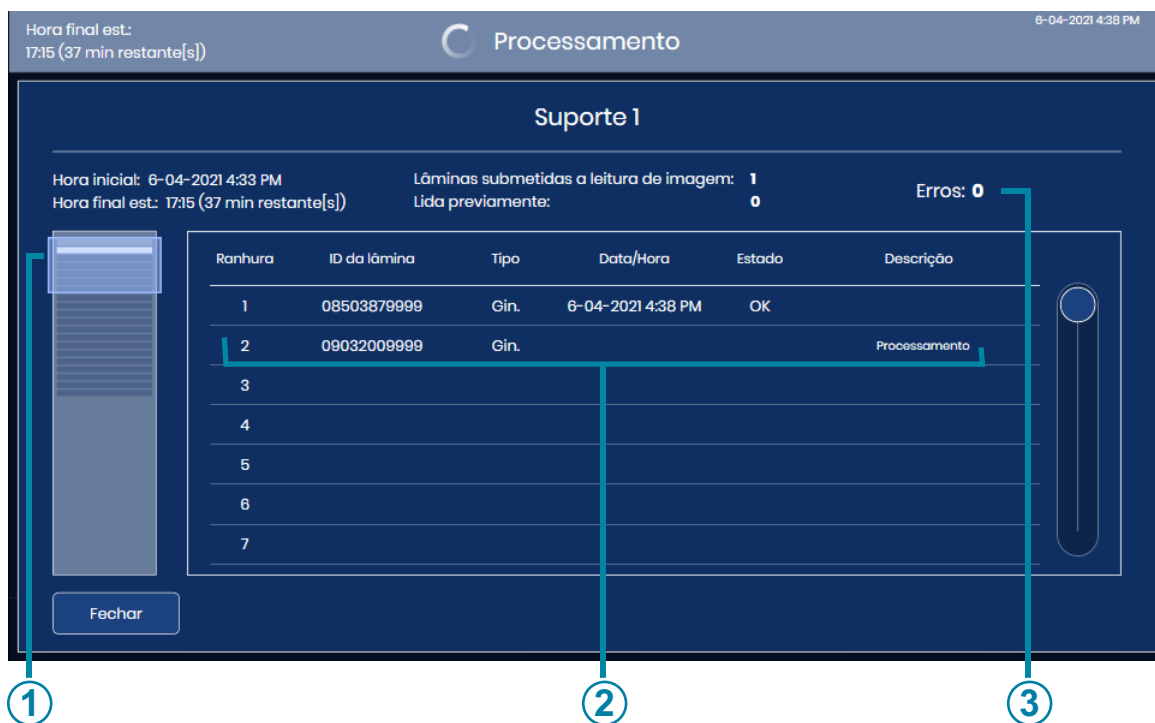 Hora final est.:
17:15 (37 min restante[s])
Processamento
6-04-2021 4:38 PM
Suporte 1
Hora inicial: 6-04-2021 4:33 PM
Hora final est.: 17:15 (37 min restante[s])
Lâminas submetidas a leitura de imagem: 1
Lida previamente: 0
Erros: 0
Ranhura ID da lâmina Tipo Data/Hora Estado Descrição
1 08503879999 Gin. 6-04-2021 4:38 PM OK
2 09032009999 Gin. Processamento
3
4
5
6
7
Fechar
1 2 3